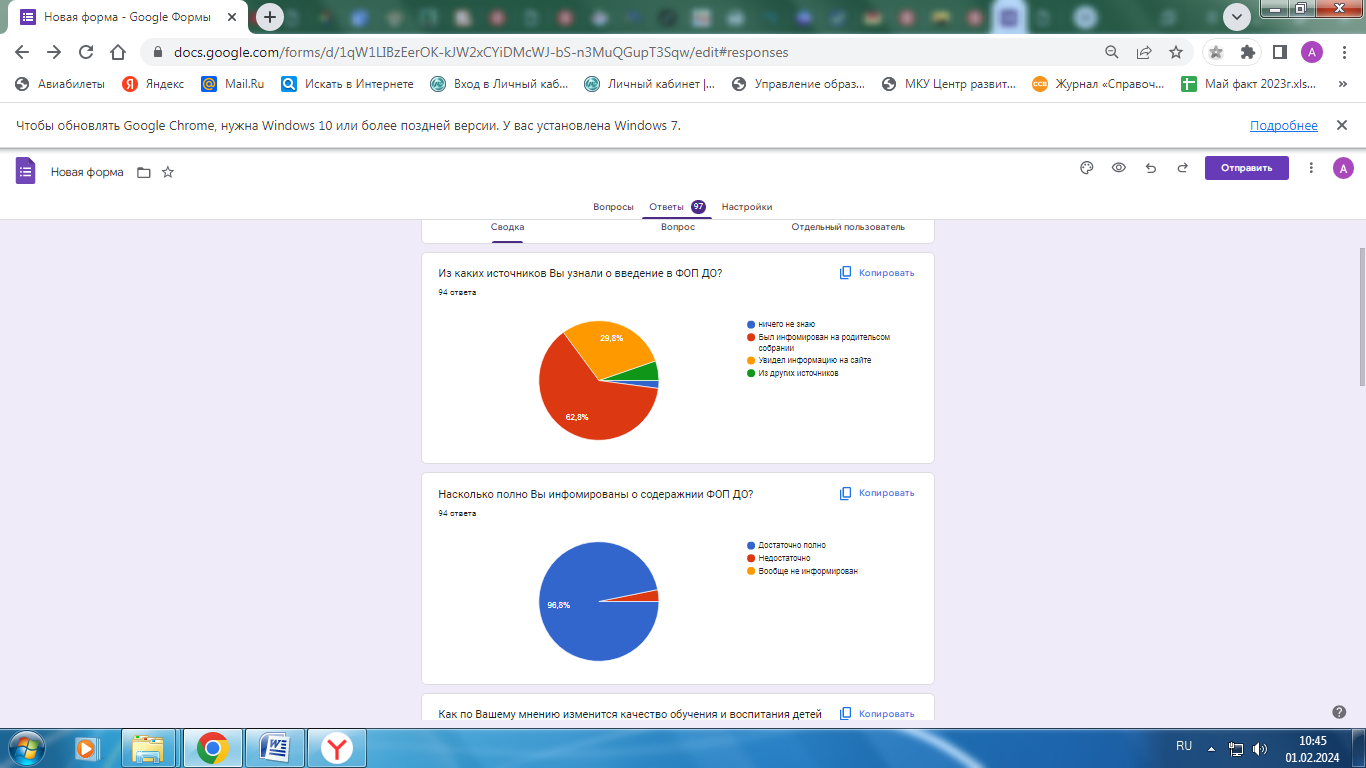 Новая форма - Google Формы
docs.google.com/forms/d/1qW1LIBzEerOK-kJW2xCYiDMcWJ-bS-n3MuQGupT3Sqw/edit#responses
A
Авиабилеты
Яндекс
Mail.Ru
Искать в Интернете
Вход в Личный каб...
Личный кабинет |...
Управление образ...
МКУ Центр развит...
Журнал «Справоч...
Май факт 2023г.xls...
Чтобы обновлять Google Chrome, нужна Windows 10 или более поздней версии. У вас установлена Windows 7.
Подробнее
Новая форма
Отправить
A
Вопросы
Ответы 97
Настройки
Сводка
Вопрос
Отдельный пользователь
Из каких источников Вы узнали о введение в ФОП ДО?
Копировать
94 ответа
29,8%
62,8%
ничего не знаю
Был инфомирован на родительсом
собрании
Увидел информацию на сайте
Из других источников
Насколько полно Вы инфомированы о содеражнии ФОП ДО?
Копировать
94 ответа
96,8%
Достаточно полно
Недостаточно
Вообще не информирован
Как по Вашему мнению изменится качество обучения и воспитания детей
Копировать
RU
10:45
01.02.2024